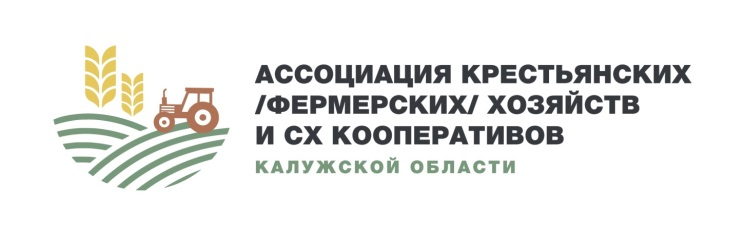 АССОЦИАЦИЯ КРЕСТЬЯНСКИХ
/ФЕРМЕРСКИХ/ ХОЗЯЙСТВ
И СХ КООПЕРАТИВОВ
КАЛУЖСКОЙ ОБЛАСТИ